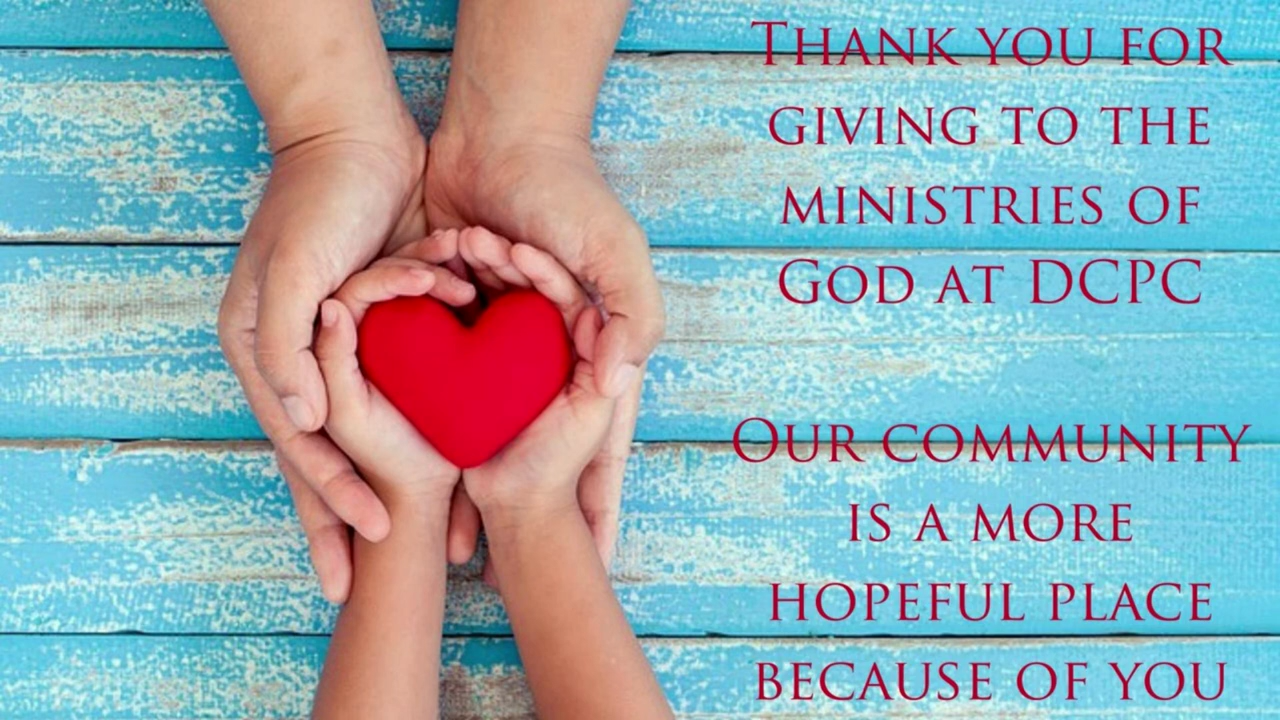 Thank you for
giving to the
ministries of
God at DCPC
Our community
is a more
hopeful place
because of you